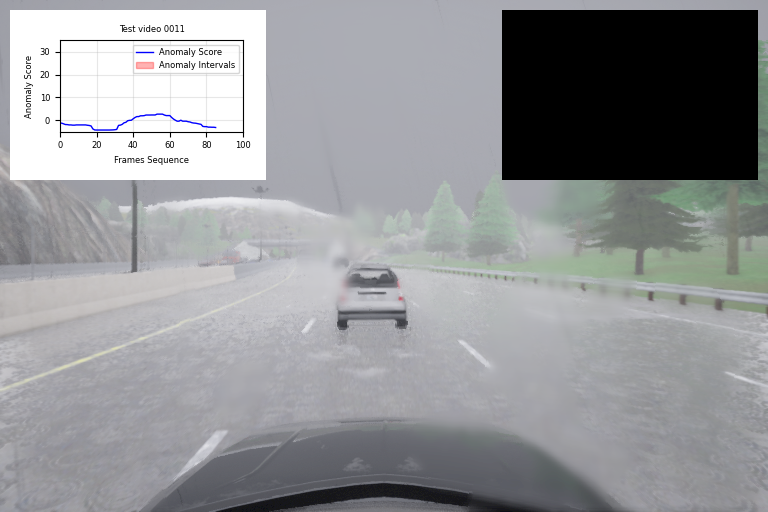 Test video 0011
Anomaly Score
Anomaly Intervals
Anomaly Score
30
20
10
0
0 20 40 60 80 100
Frames Sequence